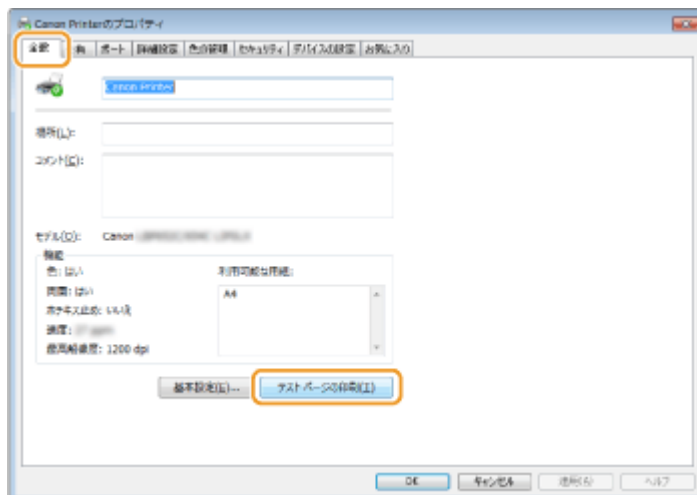 Canon Printerのプロパティ
全般 共有 ポート 詳細設定 色の管理 セキュリティ デバイスの設定 お気に入り
Canon Printer
場所(L):
コメント(C):
モデル(O): Canon
機能
色: はい 利用可能な用紙:
両面: はい A4
ホチキス止め: いいえ
速度:
最高解像度: 1200 dpi
基本設定(E)... テスト ページの印刷(T)
OK キャンセル 適用(A) ヘルプ